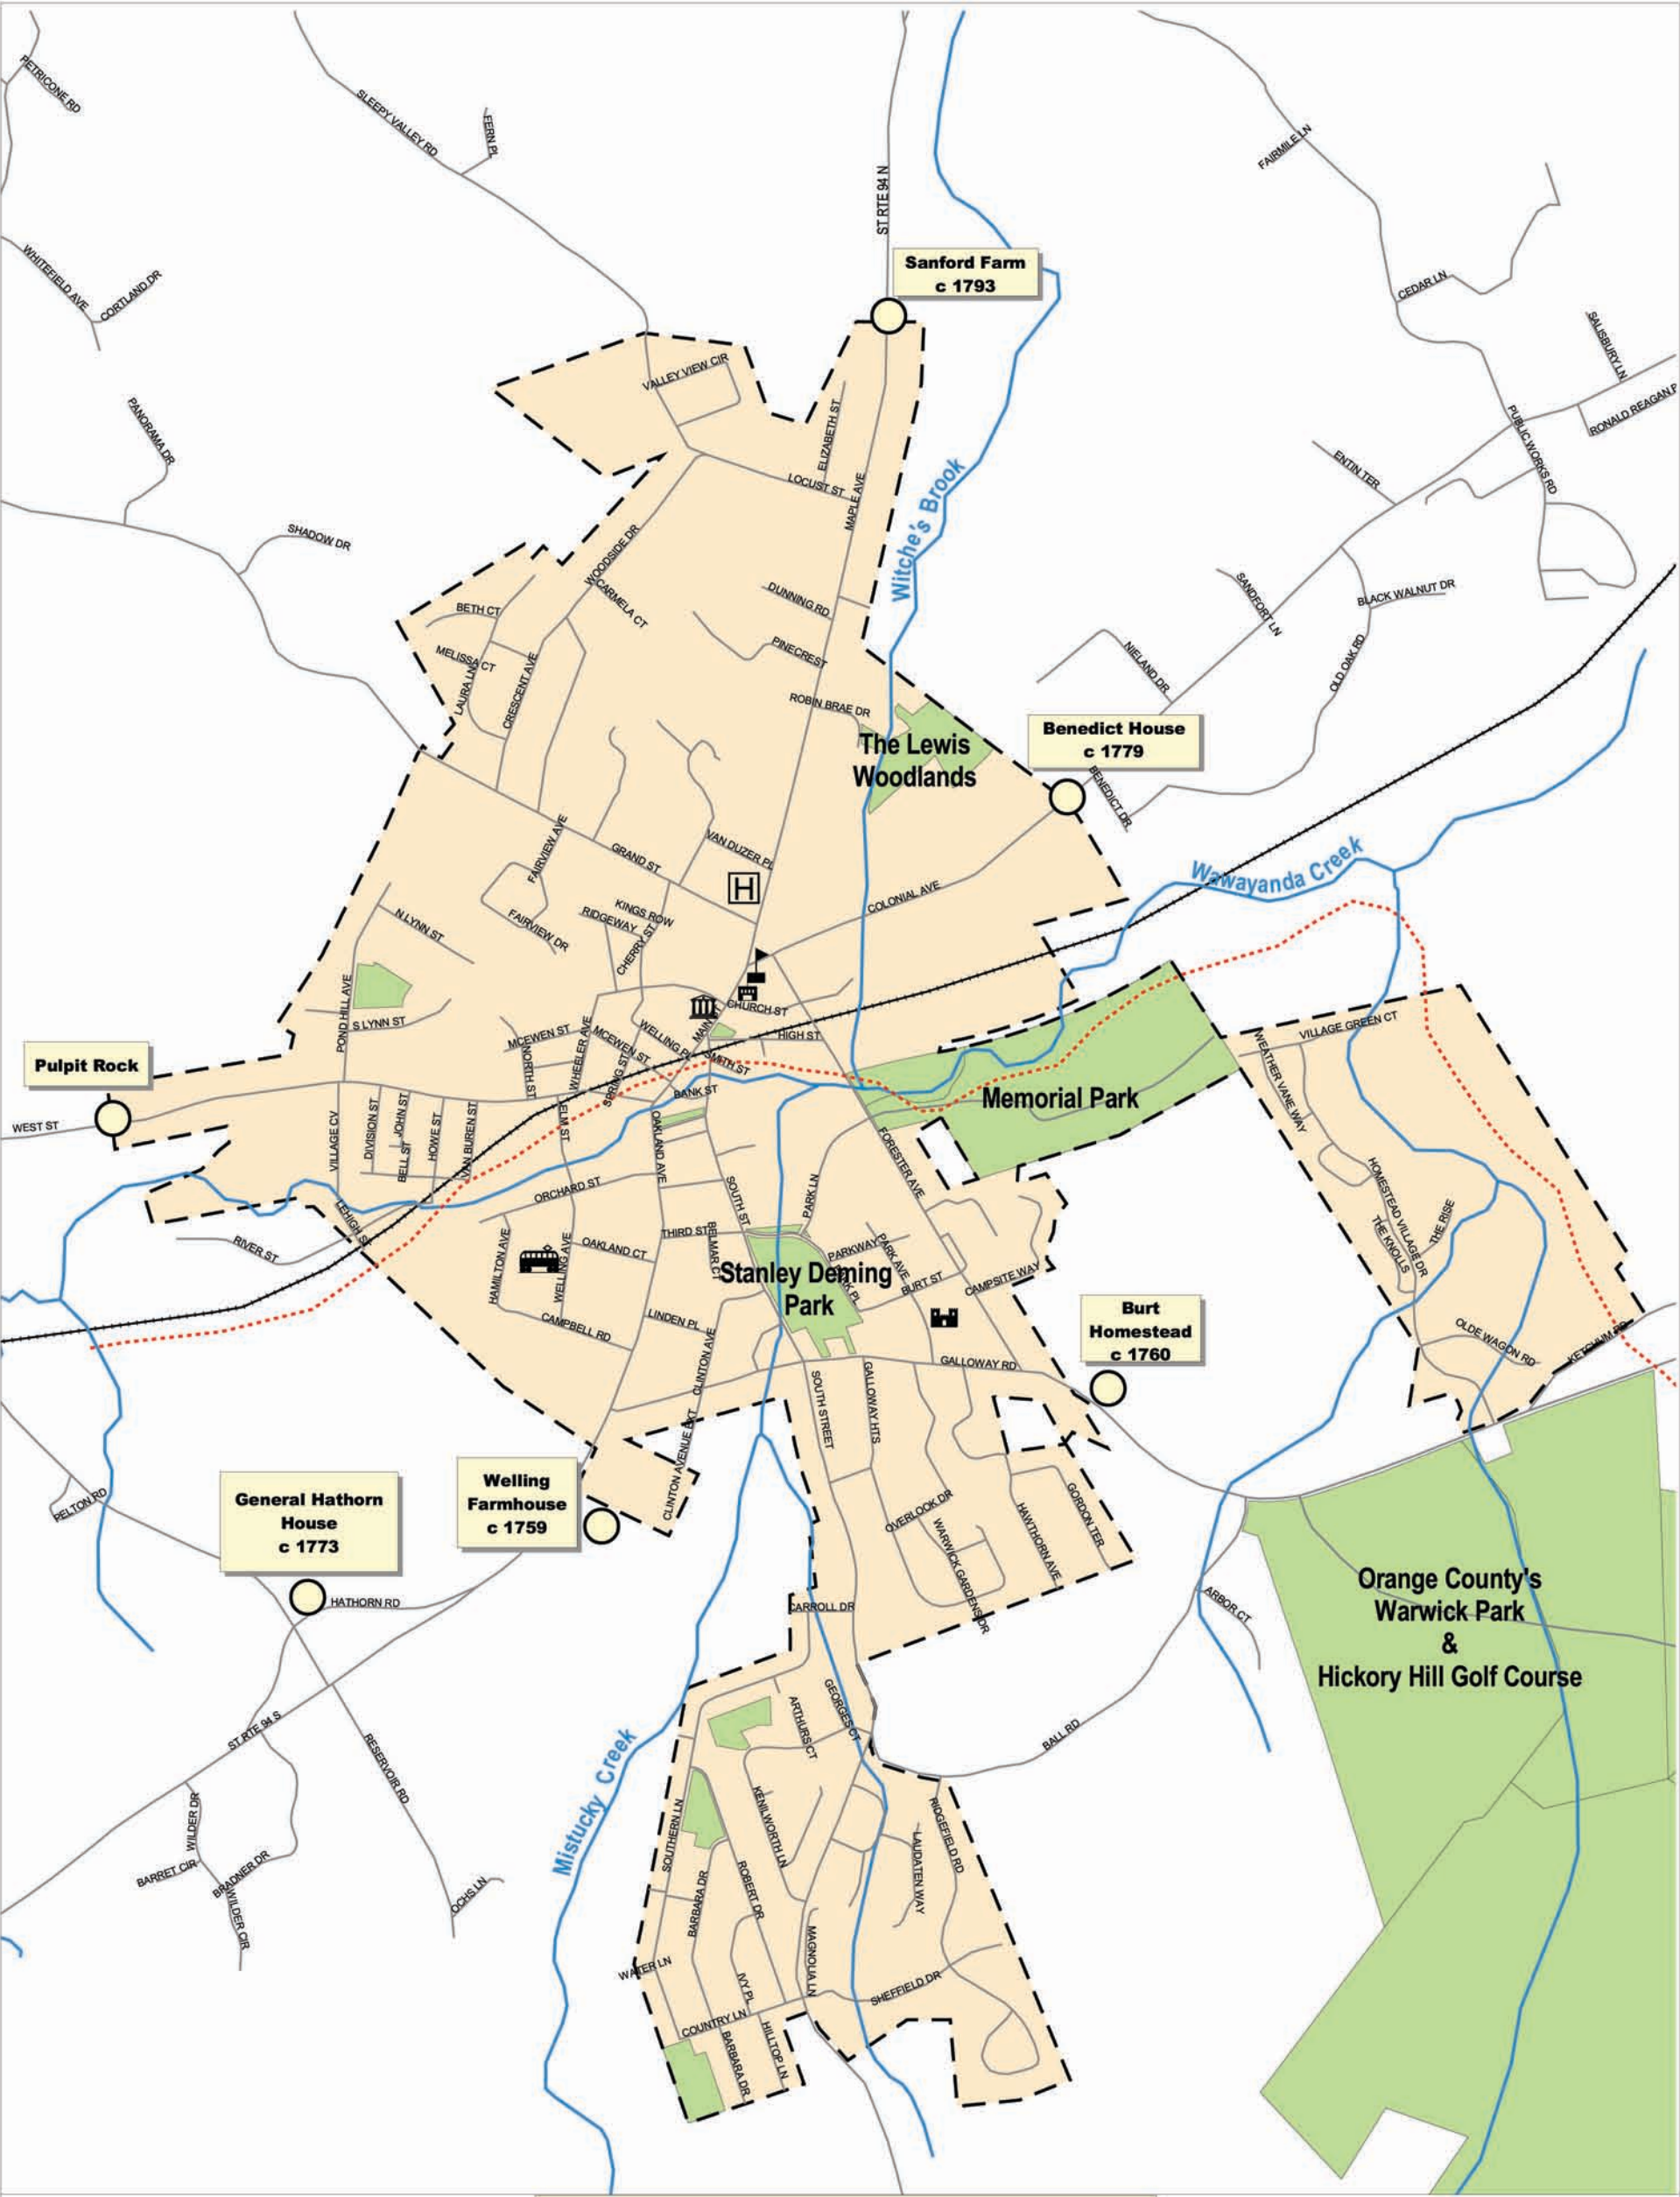 PETRICONE RD
SLEEPY VALLEY RD
FERN PL
ST RTE 94 N
FAIRMILE LN
WHITEFIELD AVE
CORTLAND DR
Sanford Farm
c 1793
CEDAR LN
SALISBURY LN
RONALD REAGAN
PUBLIC WORKS RD
ENTIN TER
PANORAMA DR
SHADOW DR
VALLEY VIEW CIR
ELIZABETH ST
LOCUST ST
MAPLE AVE
Witche's Brook
WOODSIDE DR
CARMELA CT
BETH CT
MELISSA CT
LAURA LN
CRESCENT AVE
DUNNING RD
PINECREST
ROBIN BRAE DR
SANDFORT LN
BLACK WALNUT DR
OLD OAK RD
NIELAND DR
The Lewis
Woodlands
Benedict House
c 1779
BENEDICT DR
Wawayanda Creek
FAIRVIEW AVE
GRAND ST
VAN DUZER PL
H
COLONIAL AVE
N LYNN ST
FAIRVIEW DR
KINGS ROW
RIDGEWAY
CHERRY ST
POND HILL AVE
S LYNN ST
CHURCH ST
MAIN
HIGH ST
MCEWEN ST
NORTH ST
WHEELER AVE
MCEWEN ST
WELLING PL
SMITH ST
SPRING ST
BANK ST
Pulpit Rock
WEST ST
VILLAGE CV
DIVISION ST
JOHN ST
BELL ST
HOWE ST
VAN BUREN ST
ELM ST
OAKLAND AVE
Memorial Park
VILLAGE GREEN CT
WEATHER VANE WAY
HOMESTEAD VILLAGE DR
THE KNOLLS
THE RISE
FORESTER AVE
ORCHARD ST
SOUTH ST
PARK LN
LEHIGH ST
RIVER ST
THIRD ST
BELMAR CT
HAMILTON AVE
WELLING AVE
OAKLAND CT
PARKWAY
PARK AVE
PARK PL
BURT ST
CAMPSITE WAY
Stanley Deming
Park
CAMPBELL RD
LINDEN PL
CLINTON AVE
Burt
Homestead
c 1760
OLDE WAGON RD
KETCHUM RD
GALLOWAY RD
SOUTH STREET
GALLOWAY HTS
CLINTON AVENUE EXT
PELTON RD
General Hathorn
House
c 1773
Welling
Farmhouse
c 1759
OVERLOOK DR
WARWICK GARDENS DR
HAWTHORN AVE
GORDON TER
HATHORN RD
CARROLL DR
ARBOR CT
Orange County's
Warwick Park
&
Hickory Hill Golf Course
ST RTE 94 S
RESERVOIR RD
Mistucky Creek
ARTHURS CT
GEORGES CT
BALL RD
WILDER DR
BARRET CIR
BRADNER DR
WILDER CIR
OCHS LN
SOUTHERN LN
KENILWORTH LN
RIDGEFIELD RD
LAUDATEN WAY
BARBARA DR
ROBERT DR
MAGNOLIA LN
WATER LN
IVY PL
SHEFFIELD DR
COUNTRY LN
BARBARA DR
HILLTOP LN